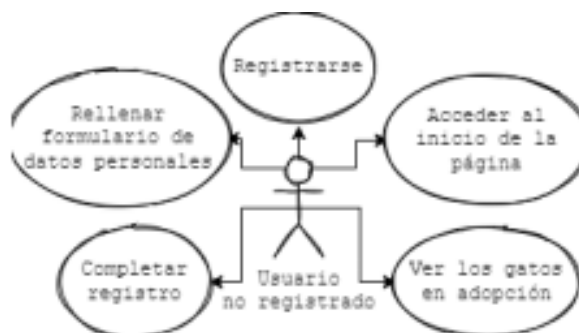 Registrarse
Rellenar
formulario de
datos personales
Acceder al
inicio de la
página
Completar
registro
Usuario
no registrado
Ver los gatos
en adopción